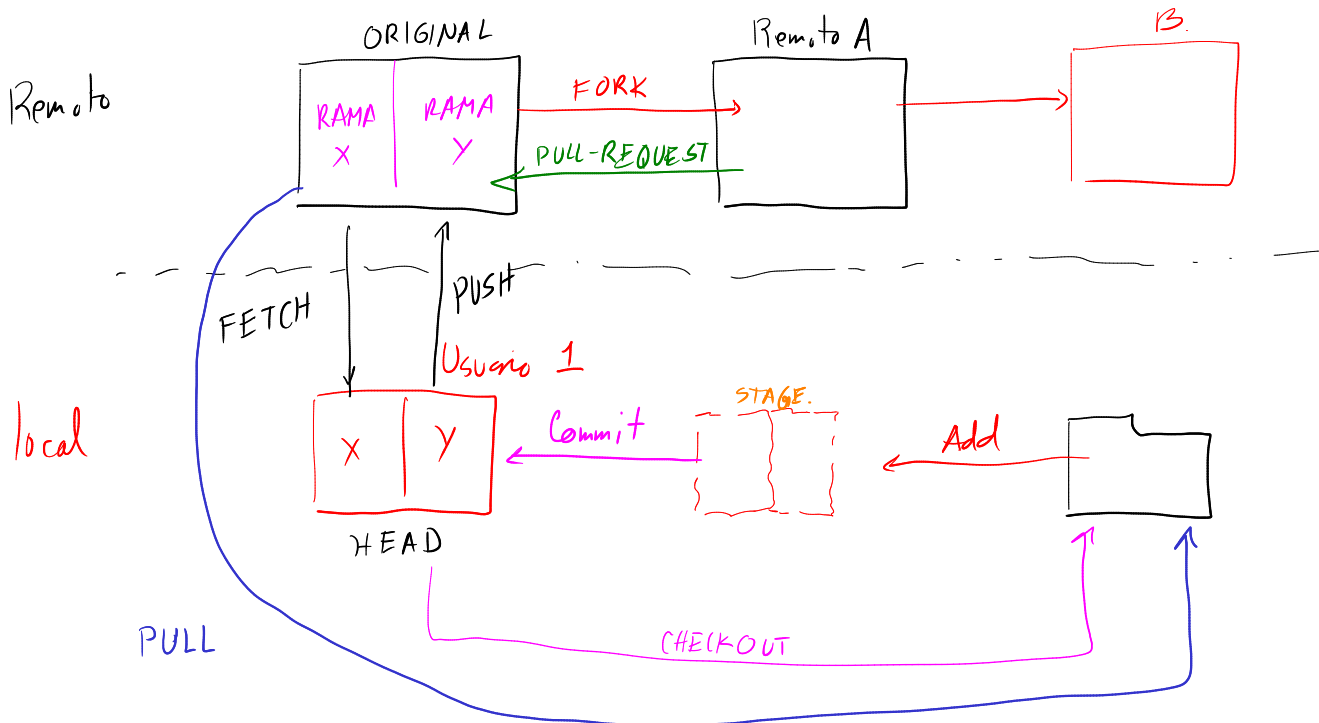 ORIGINAL
Remoto A
B.
Remoto
RAMA
X
RAMA
Y
FORK
PULL-REQUEST
FETCH
PUSH
Usuario 1
local
X
Y
Commit
STAGE.
Add
HEAD
PULL
CHECKOUT